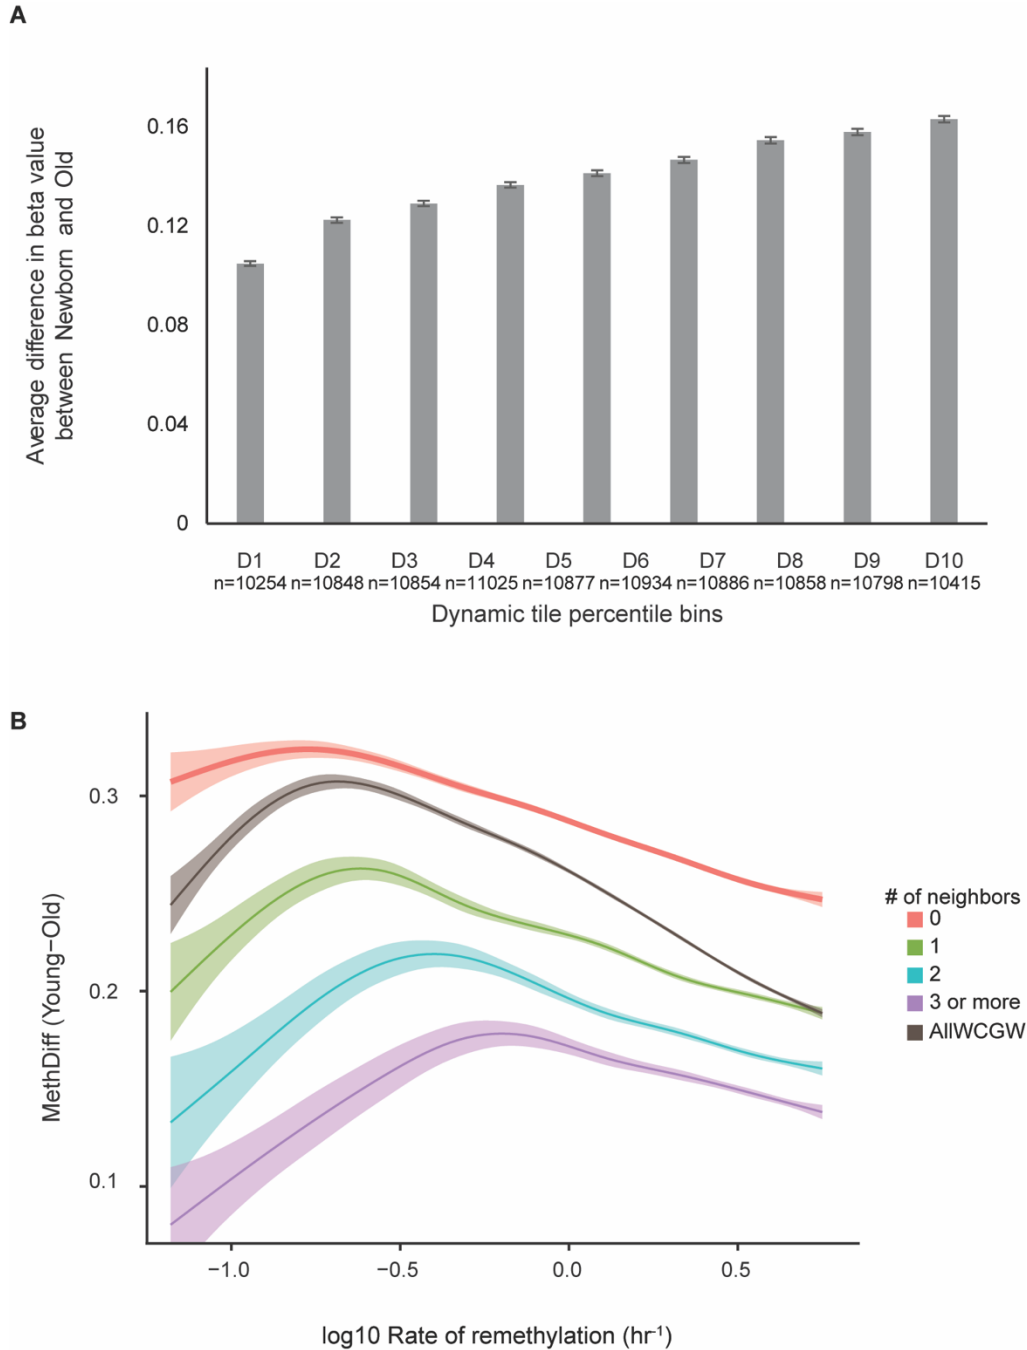 A
Average difference in beta value
between Newborn and Old
0.16
0.12
0.08
0.04
0
D1 D2 D3 D4 D5 D6 D7 D8 D9 D10
n=10254 n=10848 n=10854 n=11025 n=10877 n=10934 n=10886 n=10858 n=10798 n=10415
Dynamic tile percentile bins
B
MethDiff (Young−Old)
0.3
0.2
0.1
−1.0 −0.5 0.0 0.5
log10 Rate of remethylation (hr⁻¹)
# of neighbors
0
1
2
3 or more
AllWCGW